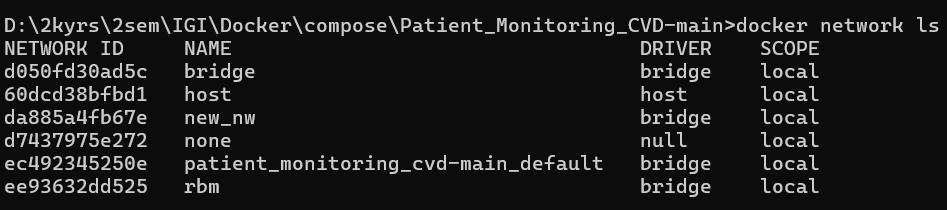 D:\2kyrs\2sem\IGI\Docker\compose\Patient_Monitoring_CVD-main>docker network ls
NETWORK ID     NAME                                  DRIVER    SCOPE
d050fd30ad5c   bridge                                bridge    local
60dcd38bfbd1   host                                  host      local
da885a4fb67e   new_nw                                bridge    local
d7437975e272   none                                  null      local
ec492345250e   patient_monitoring_cvd-main_default   bridge    local
ee93632dd525   rbm                                   bridge    local